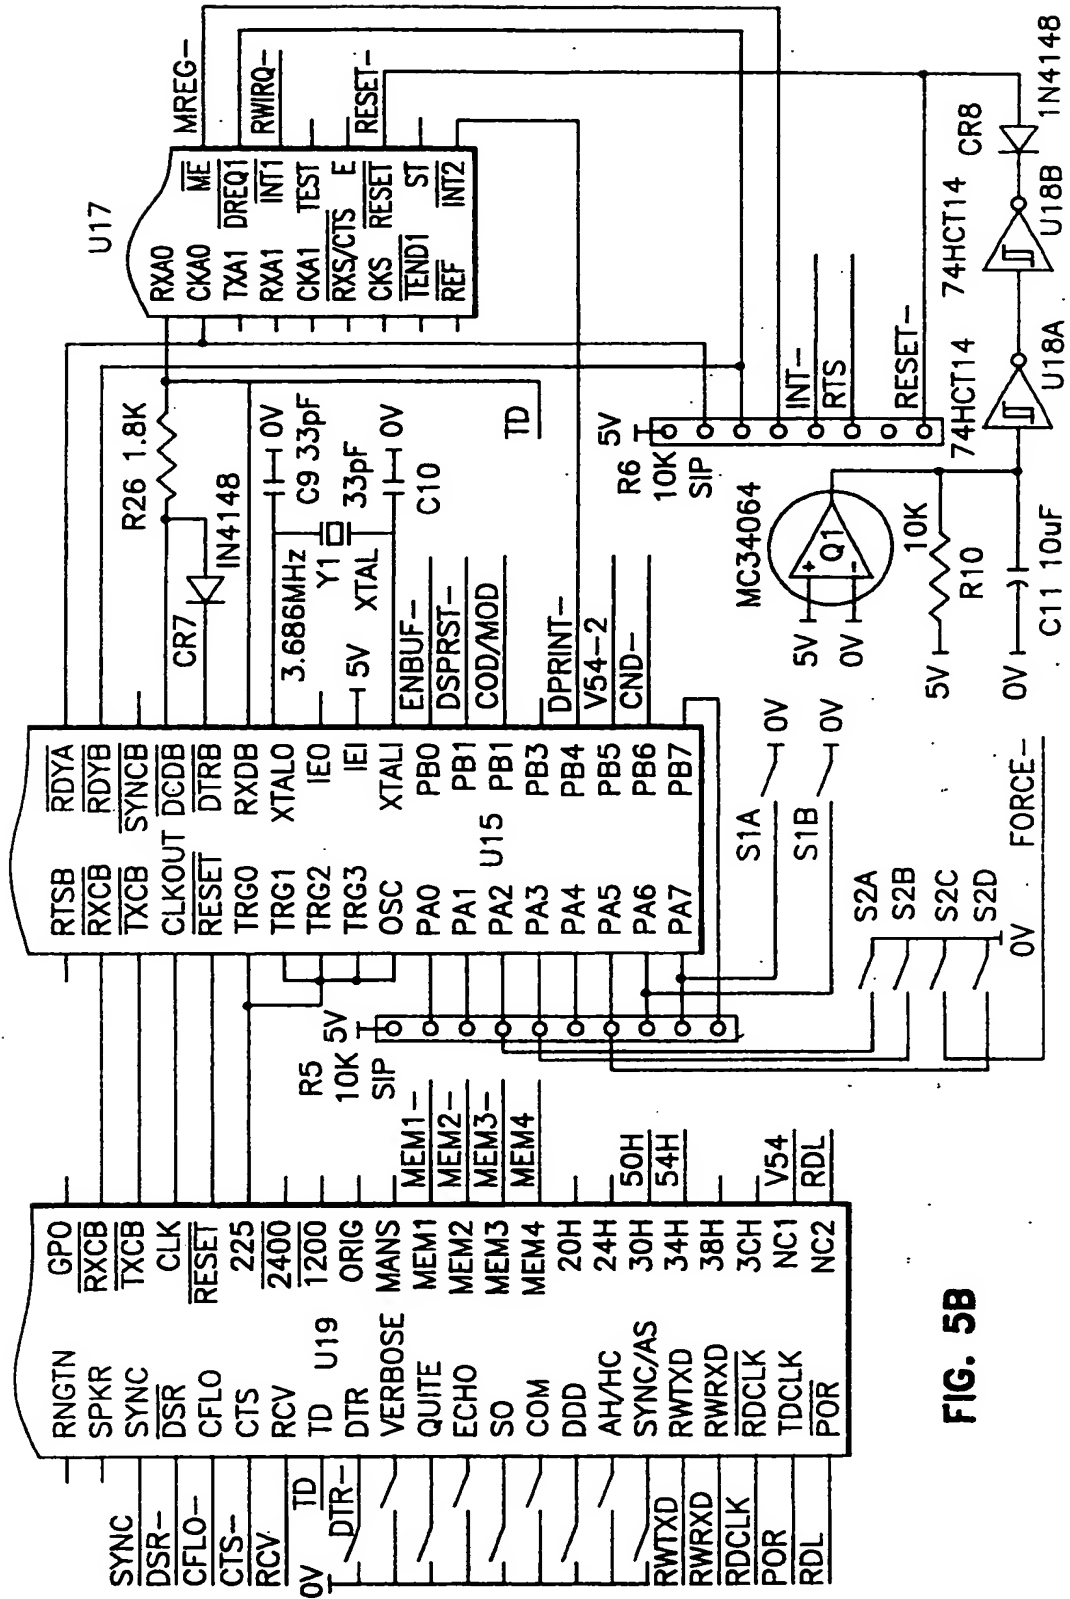 U17
RXA0
CKA0
TXA1
RXA1
CKA1
RXS/CTS
CKS
TEND1
REF
ME
DREQ1
INT1
TEST
E
RESET
ST
INT2
MREG-
RWIRQ-
RESET-
R26 1.8K
CR7
IN4148
3.686MHz
Y1
XTAL
0V
C9 33pF
33pF
0V
C10
5V
TD
ENBUF-
DSPRST-
COD/MOD
DPRINT-
V54-2
CND-
RDYA
RDYB
SYNCB
DCDB
DTRB
RXDB
XTALO
IEO
IEI
XTALI
PB0
PB1
PB1
PB3
PB4
PB5
PB6
PB7
U15
RTSB
RXCB
TXCB
CLKOUT
RESET
TRG0
TRG1
TRG2
TRG3
OSC
PA0
PA1
PA2
PA3
PA4
PA5
PA6
PA7
R6
10K
SIP
5V
INT-
RTS
RESET-
74HCT14
U18A
74HCT14
U18B
CR8
1N4148
MC34064
Q1
+
-
5V
0V
10K
R10
5V
0V
C11 10uF
S1A
0V
S1B
0V
S2A
S2B
S2C
S2D
0V
FORCE-
R5
10K
SIP
5V
MEM1-
MEM2-
MEM3-
MEM4
50H
54H
V54
RDL
GPO
RXCB
TXCB
CLK
RESET
225
2400
1200
ORIG
MANS
MEM1
MEM2
MEM3
MEM4
20H
24H
30H
34H
38H
3CH
NC1
NC2
U19
RNGTN
SPKR
SYNC
DSR
CFLO
CTS
RCV
TD
DTR
VERBOSE
QUITE
ECHO
SO
COM
DDD
AH/HC
SYNC/AS
RWTXD
RWRXD
RDCLK
TDCLK
POR
SYNC
DSR-
CFLO-
CTS-
RCV
TD
DTR-
0V
RWTXD
RWRXD
RDCLK
POR
RDL
FIG. 5B